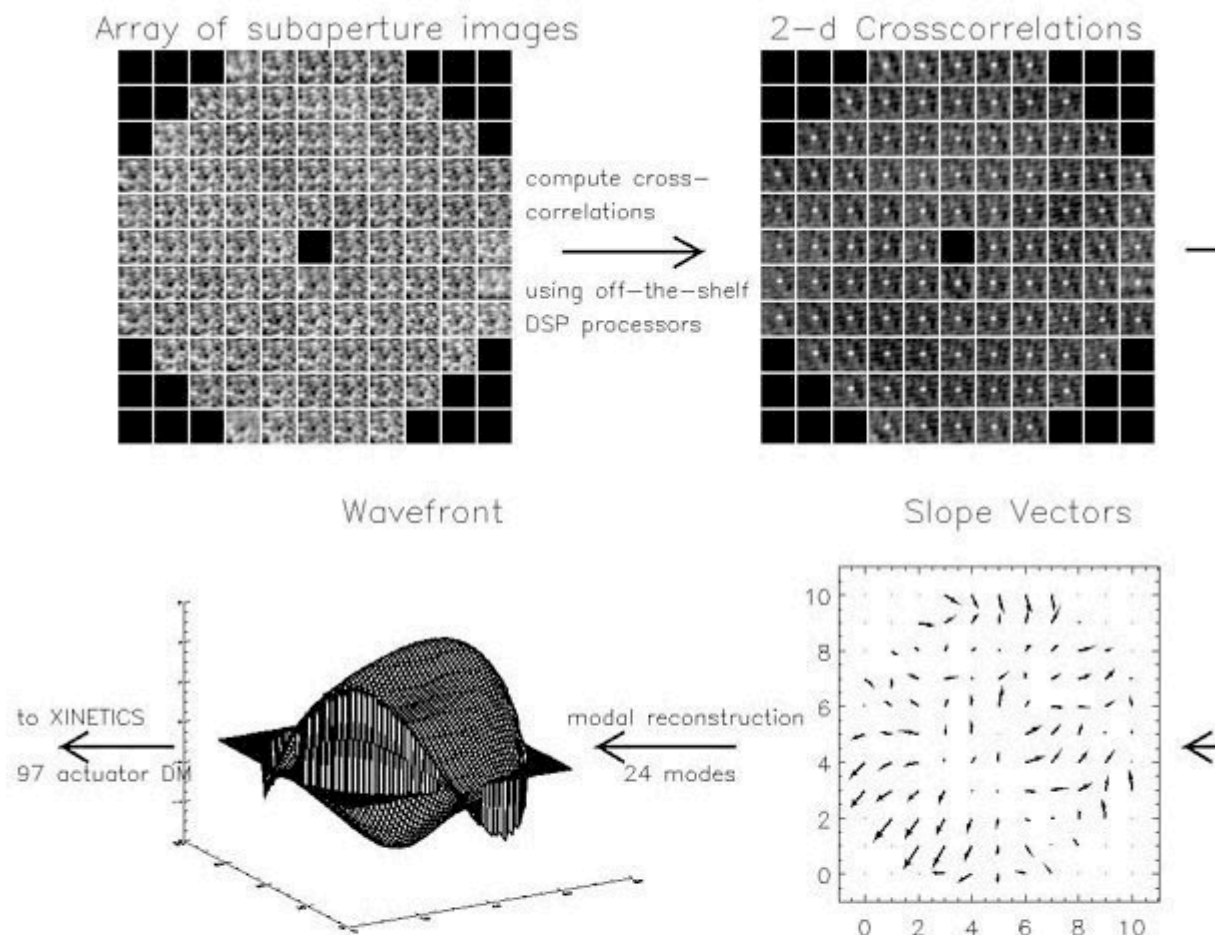 Array of subaperture images
2-d Crosscorrelations
compute cross-
correlations
using off-the-shelf
DSP processors
Wavefront
Slope Vectors
to XINETICS
97 actuator DM
modal reconstruction
24 modes
10
8
6
4
2
0
0 2 4 6 8 10